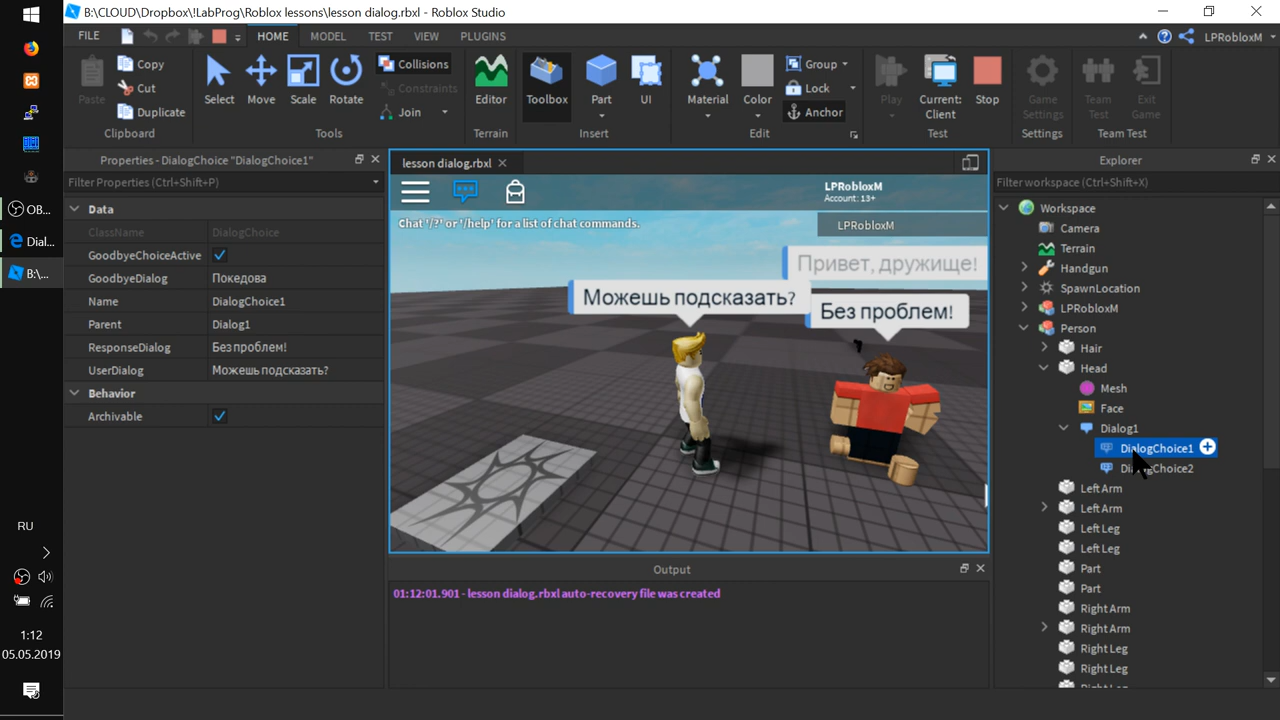 B:\CLOUD\Dropbox\!LabProg\Roblox lessons\lesson dialog.rbxl - Roblox Studio
FILE
HOME
MODEL
TEST
VIEW
PLUGINS
LPRobloxM
Paste
Copy
Cut
Duplicate
Clipboard
Select
Move
Scale
Rotate
Collisions
Constraints
Join
Tools
Editor
Terrain
Toolbox
Part
UI
Insert
Material
Color
Group
Lock
Anchor
Edit
Play
Current:
Client
Stop
Test
Game
Settings
Settings
Team
Test
Exit
Game
Team Test
Properties - DialogChoice "DialogChoice1"
Filter Properties (Ctrl+Shift+P)
Data
ClassName DialogChoice
GoodbyeChoiceActive
GoodbyeDialog Покедова
Name DialogChoice1
Parent Dialog1
ResponseDialog Без проблем!
UserDialog Можешь подсказать?
Behavior
Archivable
lesson dialog.rbxl
LPRobloxM
Account: 13+
Chat '/?' or '/help' for a list of chat commands.
LPRobloxM
Привет, дружище!
Можешь подсказать?
Без проблем!
Output
01:12:01.901 - lesson dialog.rbxl auto-recovery file was created
Explorer
Filter workspace (Ctrl+Shift+X)
Workspace
Camera
Terrain
Handgun
SpawnLocation
LPRobloxM
Person
Hair
Head
Mesh
Face
Dialog1
DialogChoice1
DialogChoice2
Left Arm
Left Arm
Left Leg
Left Leg
Part
Part
Right Arm
Right Arm
Right Leg
Right Leg
OB...
Dial...
B:\...
RU
1:12
05.05.2019